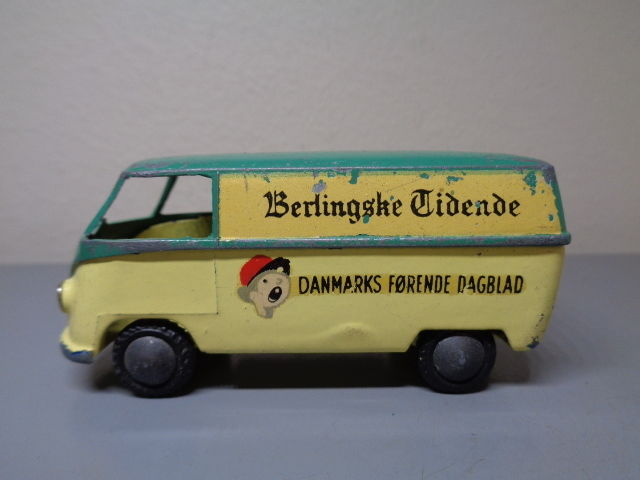 Berlingske Tidende
DANMARKS FØRENDE DAGBLAD